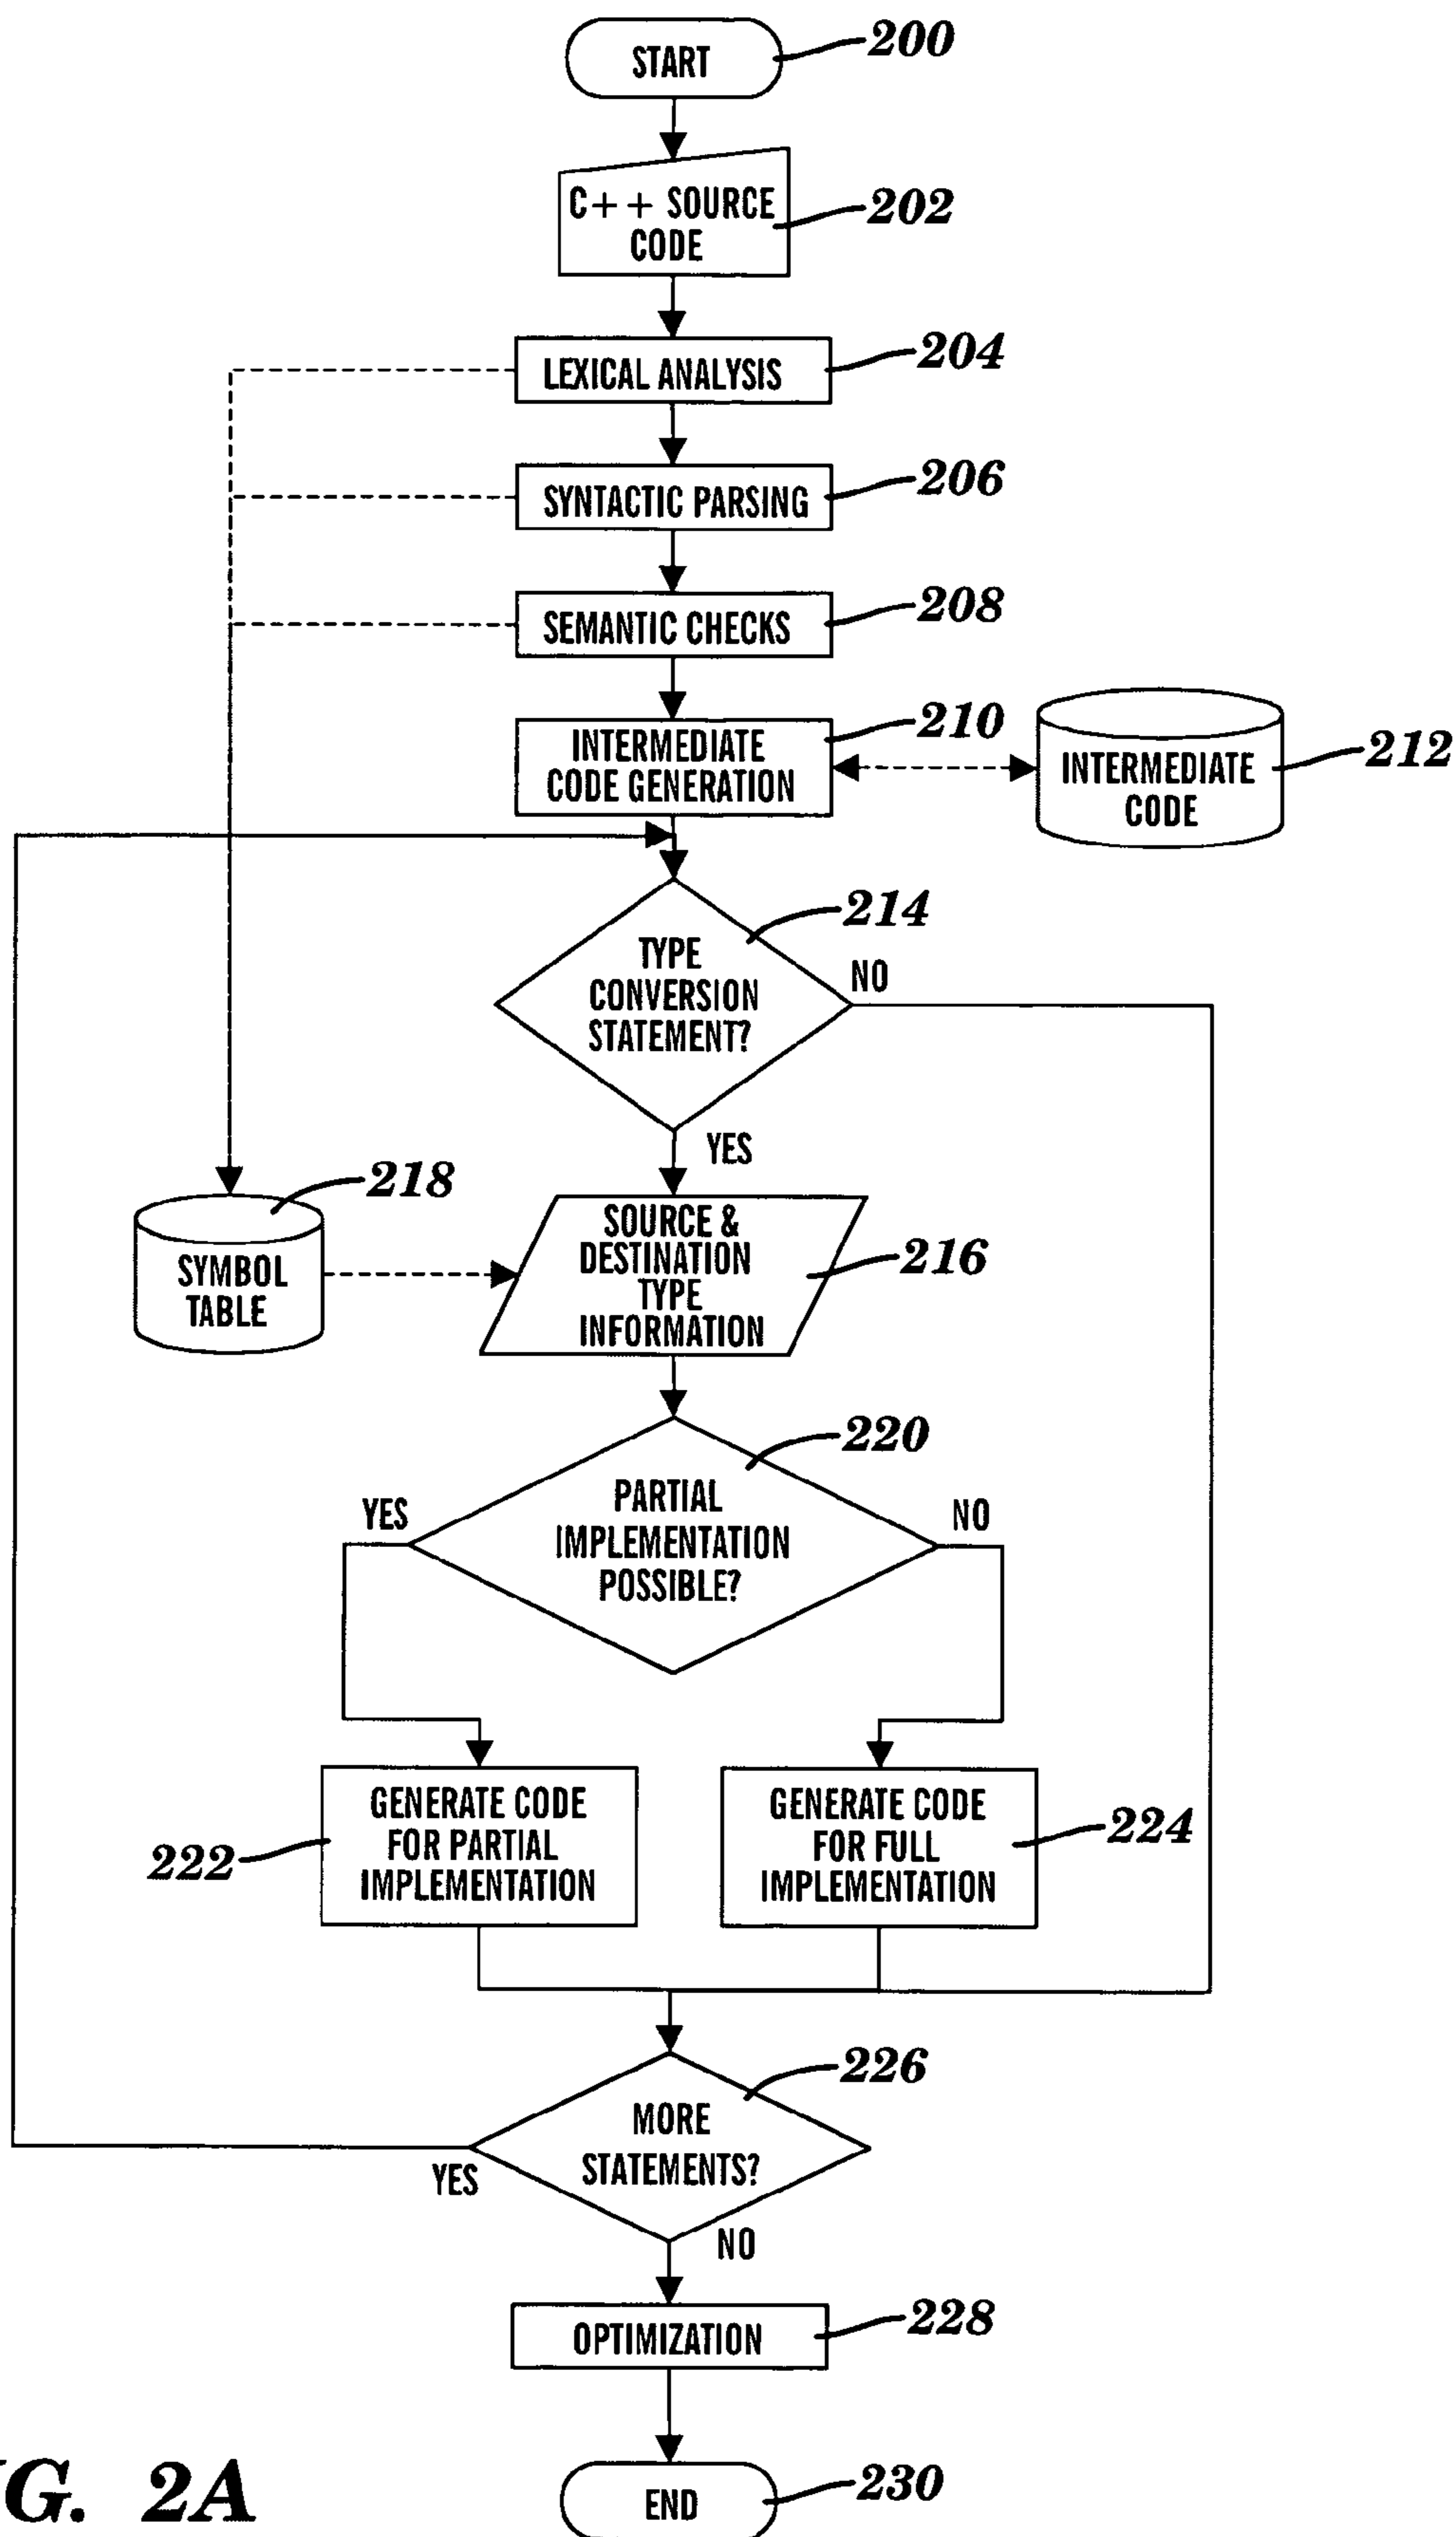 START
200
C++ SOURCE
CODE
202
LEXICAL ANALYSIS
204
SYNTACTIC PARSING
206
SEMANTIC CHECKS
208
INTERMEDIATE
CODE GENERATION
210
INTERMEDIATE
CODE
212
TYPE
CONVERSION
STATEMENT?
214
NO
YES
SYMBOL
TABLE
218
SOURCE &
DESTINATION
TYPE
INFORMATION
216
PARTIAL
IMPLEMENTATION
POSSIBLE?
220
YES
NO
GENERATE CODE
FOR PARTIAL
IMPLEMENTATION
222
GENERATE CODE
FOR FULL
IMPLEMENTATION
224
MORE
STATEMENTS?
226
YES
NO
OPTIMIZATION
228
END
230
G. 2A